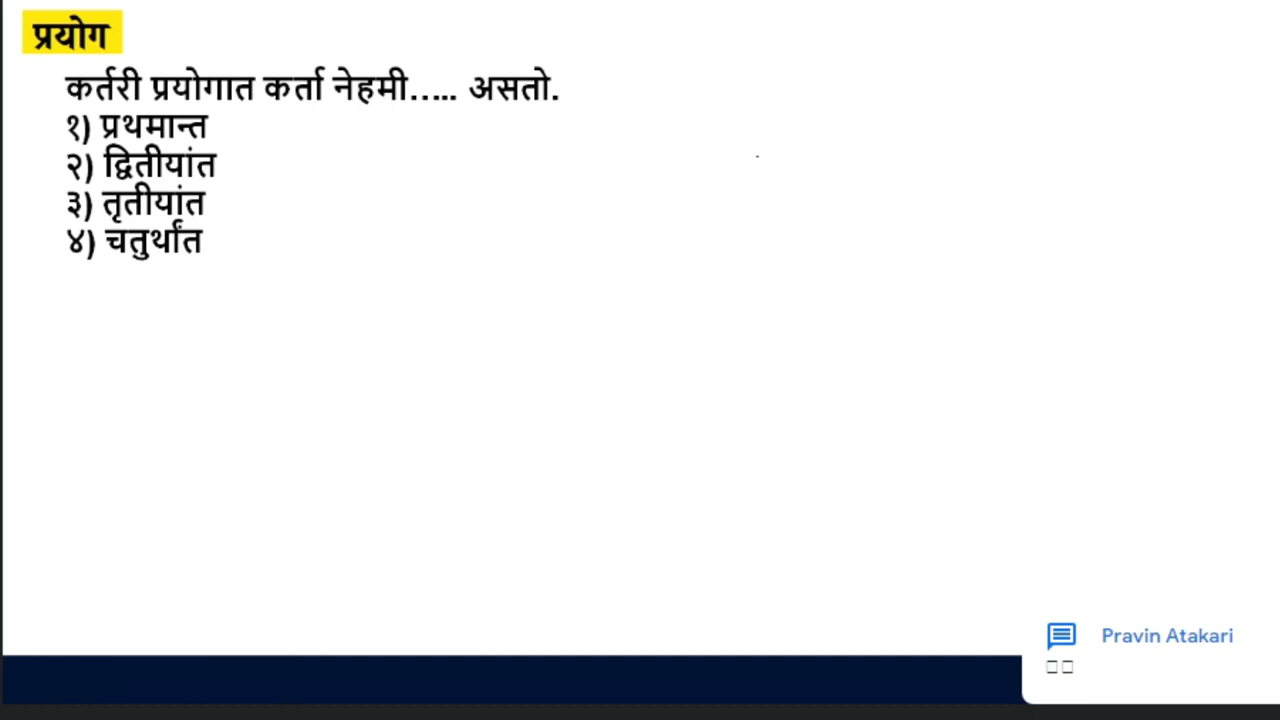 प्रयोग
कर्तरी प्रयोगात कर्ता नेहमी..... असतो.
१) प्रथमान्त
२) द्वितीयांत
३) तृतीयांत
४) चतुर्थांत
Pravin Atakari